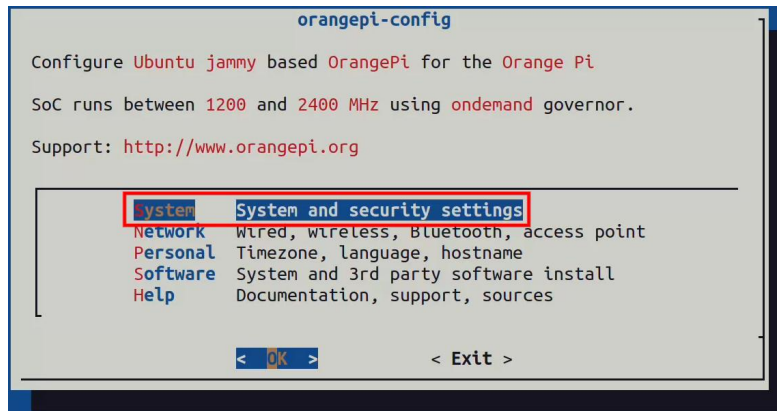 orangepi-config
Configure Ubuntu jammy based OrangePi for the Orange Pi
SoC runs between 1200 and 2400 MHz using ondemand governor.
Support: http://www.orangepi.org
System System and security settings
Network Wired, wireless, Bluetooth, access point
Personal Timezone, language, hostname
Software System and 3rd party software install
Help Documentation, support, sources
< OK > < Exit >